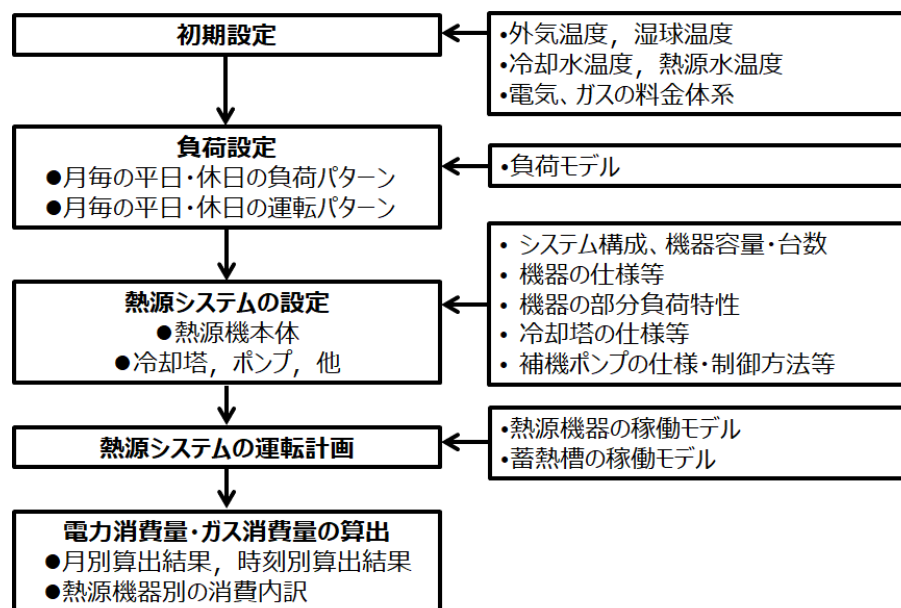 初期設定
•外気温度，湿球温度
•冷却水温度，熱源水温度
•電気、ガスの料金体系
負荷設定
●月毎の平日・休日の負荷パターン
●月毎の平日・休日の運転パターン
•負荷モデル
熱源システムの設定
●熱源機本体
●冷却塔，ポンプ，他
• システム構成、機器容量・台数
• 機器の仕様等
• 機器の部分負荷特性
• 冷却塔の仕様等
• 補機ポンプの仕様・制御方法等
熱源システムの運転計画
•熱源機器の稼働モデル
•蓄熱槽の稼働モデル
電力消費量・ガス消費量の算出
●月別算出結果，時刻別算出結果
●熱源機器別の消費内訳